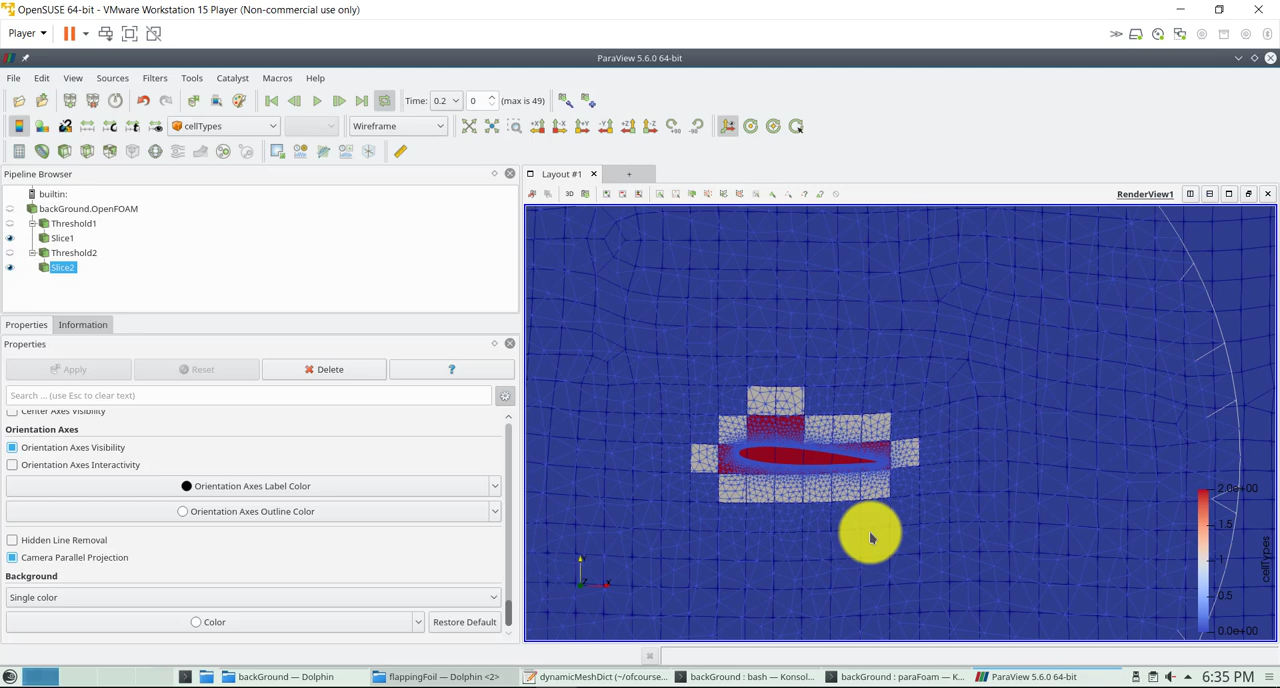 OpenSUSE 64-bit - VMware Workstation 15 Player (Non-commercial use only)
Player
ParaView 5.6.0 64-bit
File Edit View Sources Filters Tools Catalyst Macros Help
Time: 0.2 0 (max is 49)
cellTypes Wireframe +X -X +Y -Y +Z -Z +90 -90
Pipeline Browser
builtin:
backGround.OpenFOAM
Threshold1
Slice1
Threshold2
Slice2
Properties Information
Properties
Apply Reset Delete ?
Search ... (use Esc to clear text)
Center Axes Visibility
Orientation Axes
Orientation Axes Visibility
Orientation Axes Interactivity
Orientation Axes Label Color
Orientation Axes Outline Color
Hidden Line Removal
Camera Parallel Projection
Background
Single color
Color Restore Default
Layout #1 +
3D RenderView1
2.0e+00
1.5
1
0.5
0.0e+00
cellTypes
X
Z
backGround — Dolphin flappingFoil — Dolphin <2> dynamicMeshDict (~/ofcourse... backGround : bash — Konsol... backGround : paraFoam — K... ParaView 5.6.0 64-bit 6:35 PM